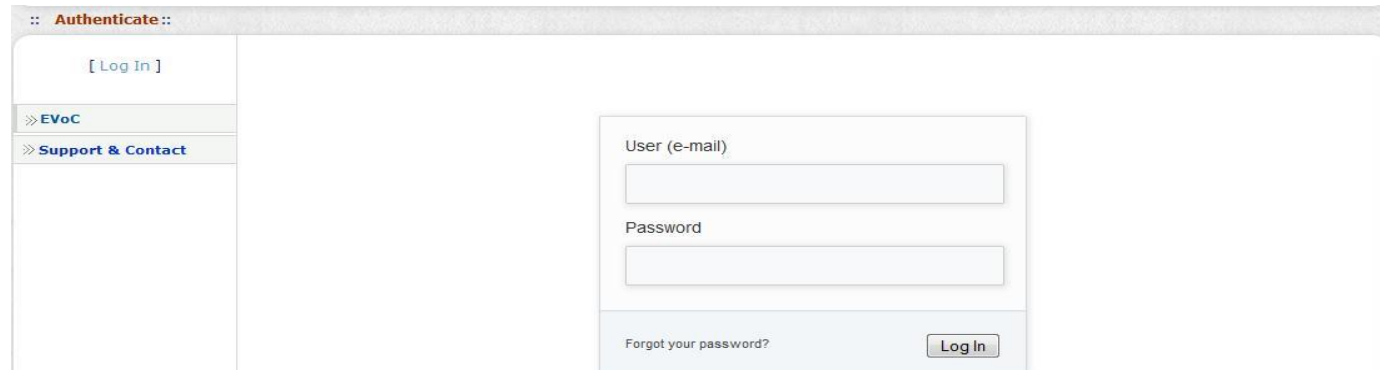 :: Authenticate ::
[ Log In ]
EVoC
Support & Contact
User (e-mail)
Password
Forgot your password?
Log In